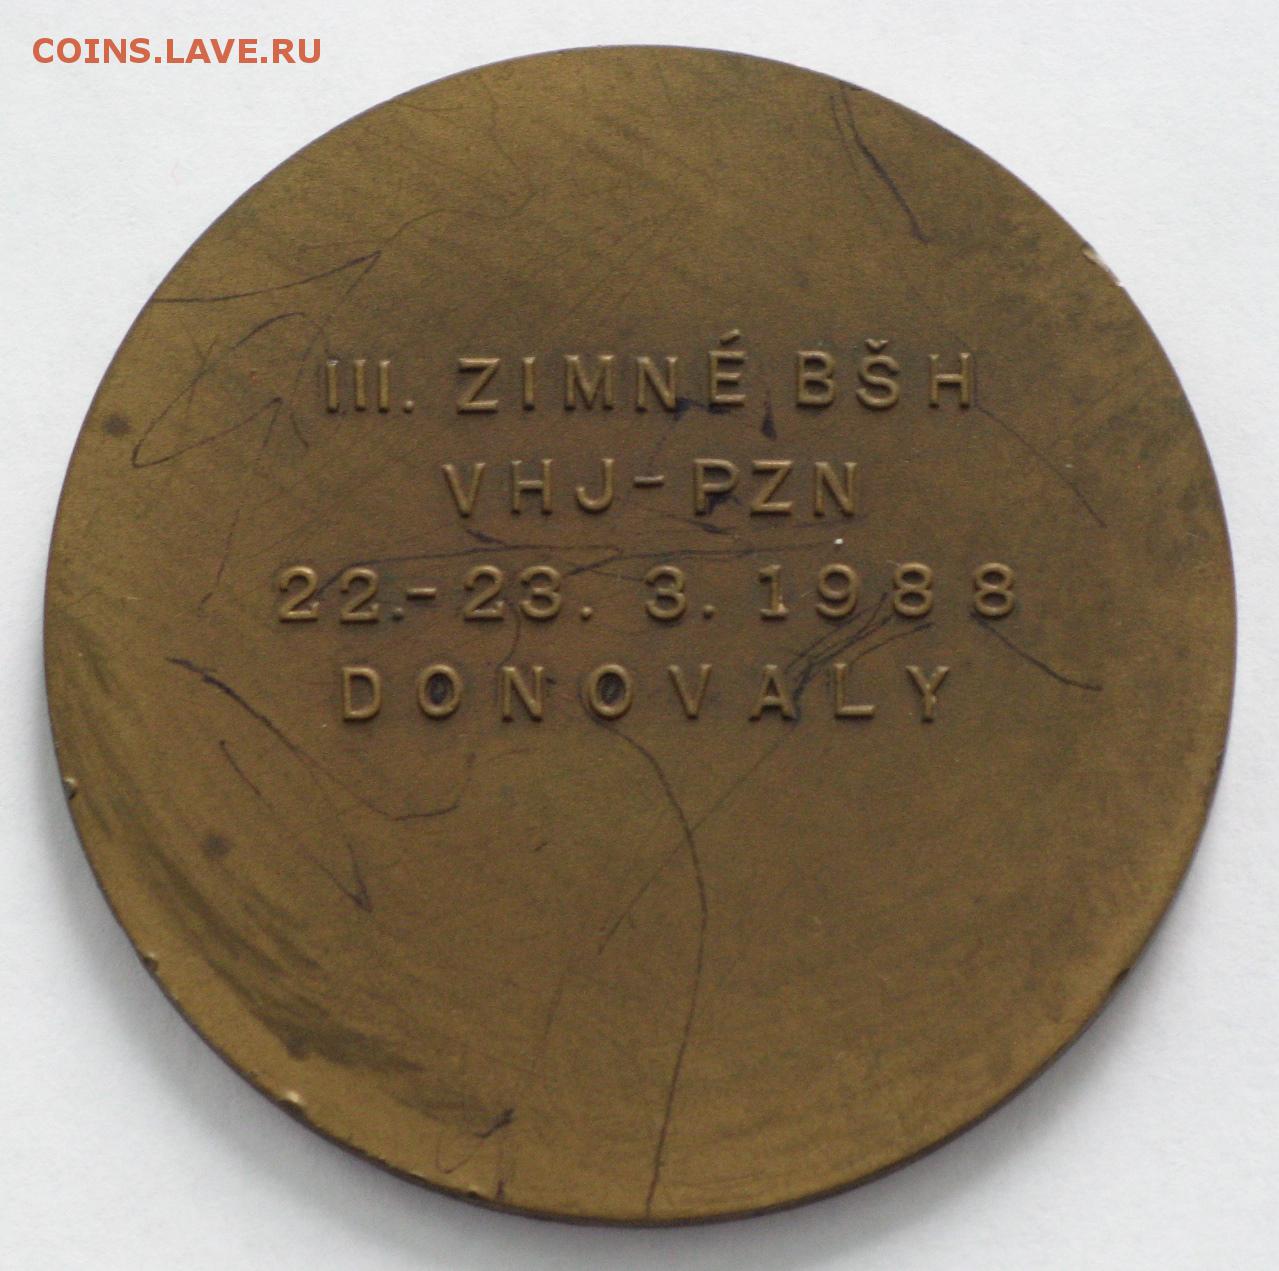 COINS.LAVE.RU
III. ZIMNÉ BŠH
VHJ-PZN
22.-23. 3. 1988
DONOVALY